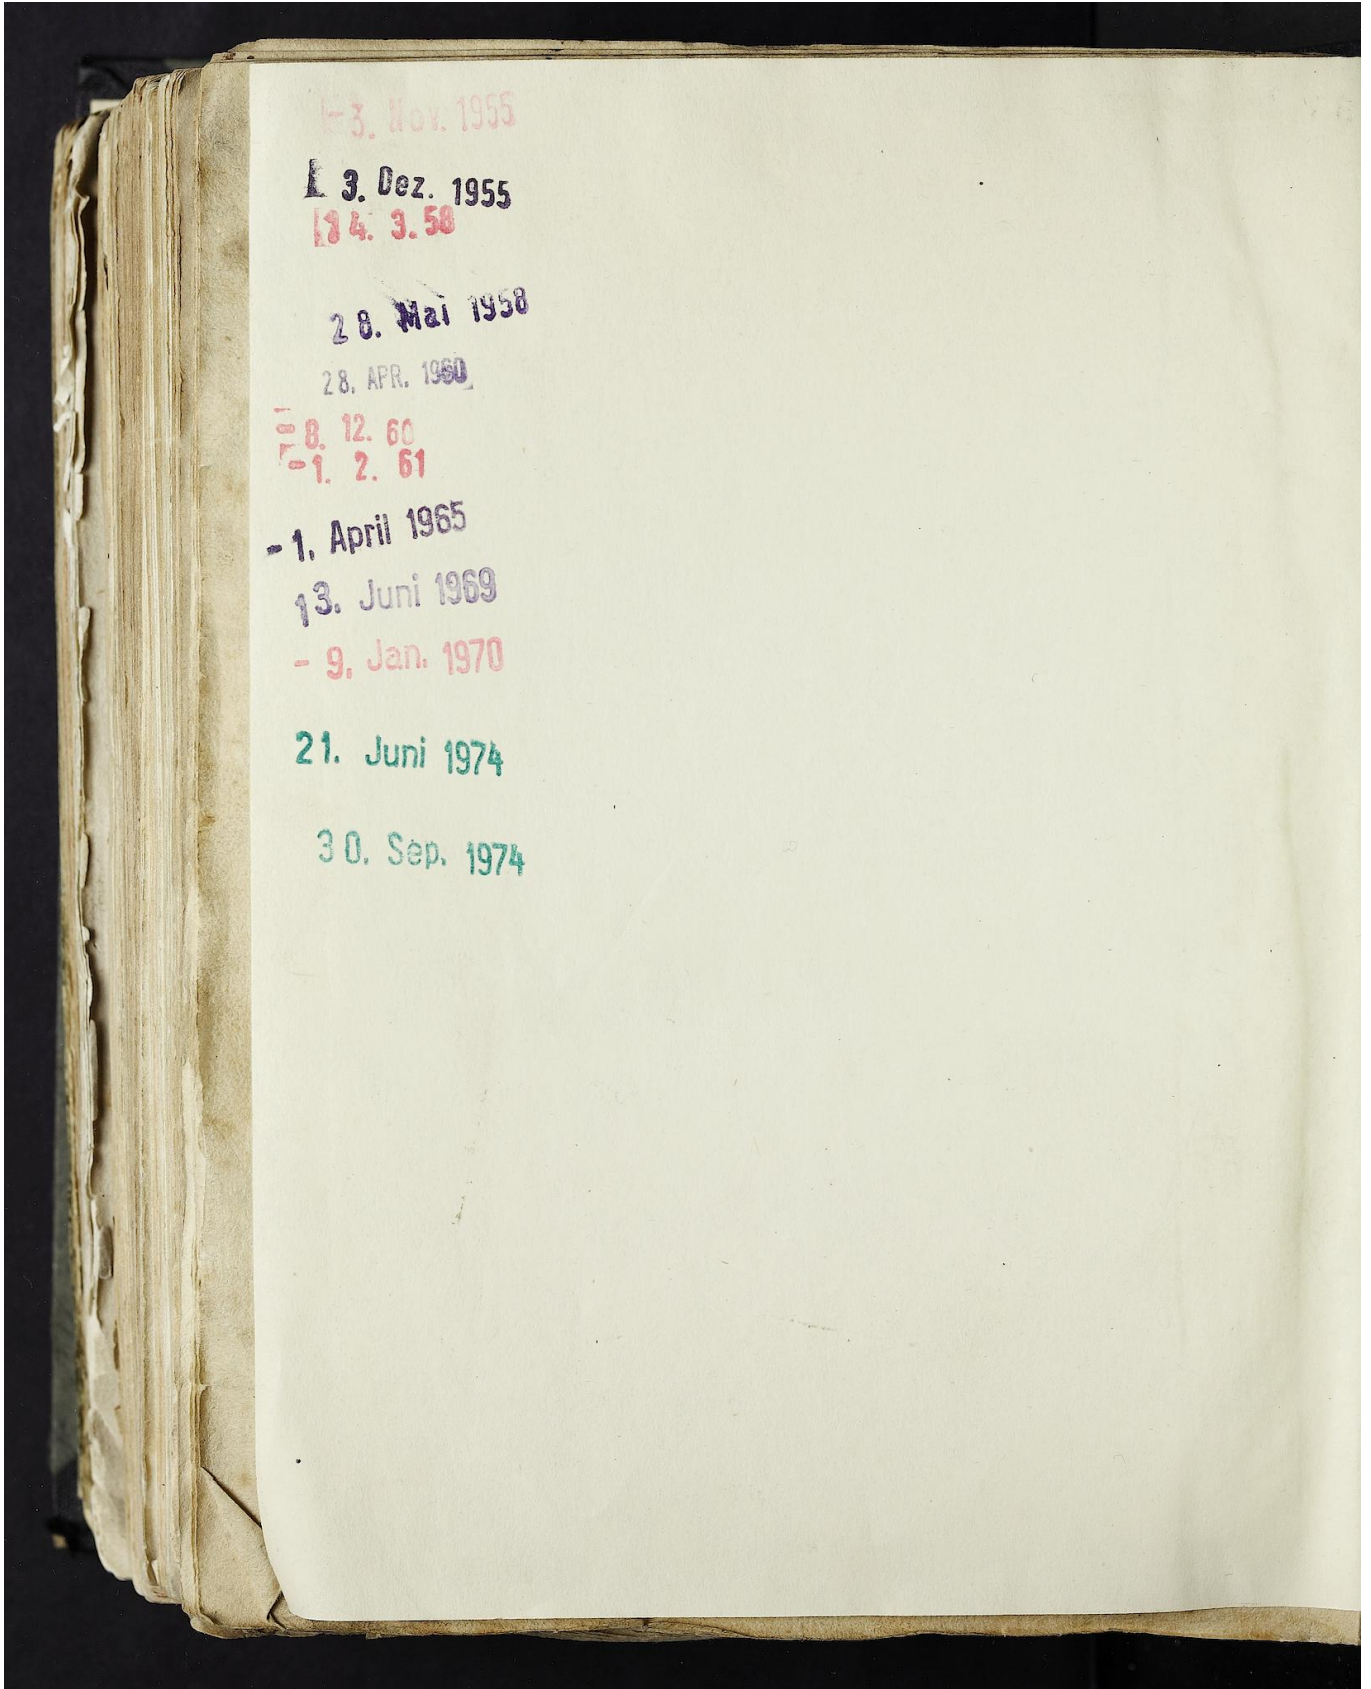 -3. Nov. 1955
3. Dez. 1955
14. 3. 58
28. Mai 1958
28. APR. 1960
-8. 12. 60
-1. 2. 61
-1. April 1965
13. Juni 1969
- 9. Jan. 1970
21. Juni 1974
30. Sep. 1974